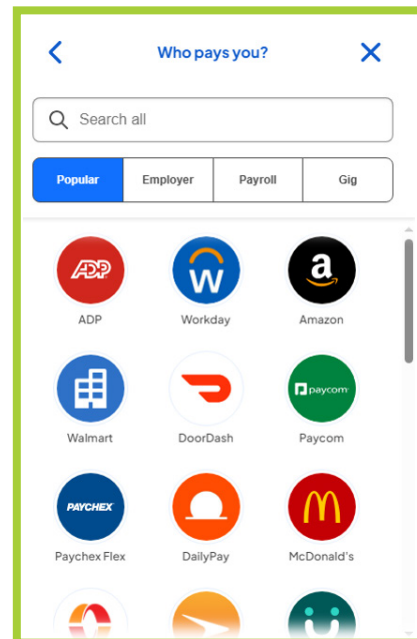 Who pays you?
Search all
Popular Employer Payroll Gig
ADP
W
a
ADP Workday Amazon
paycom
Walmart DoorDash Paycom
PAYCHEX
Paychex Flex DailyPay McDonald's